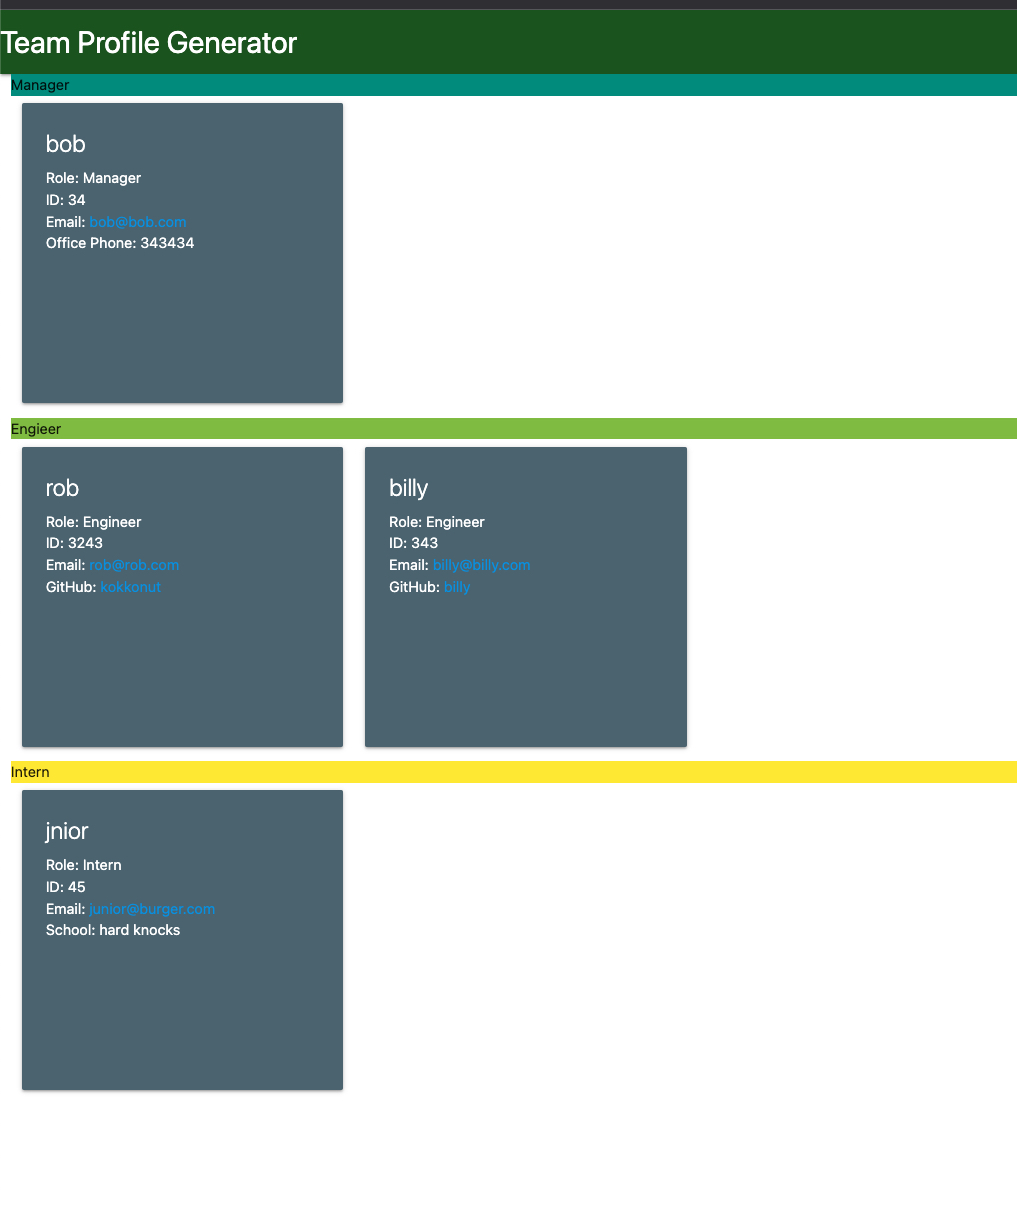 Team Profile Generator
Manager
bob
Role: Manager
ID: 34
Email: bob@bob.com
Office Phone: 343434
Engieer
rob
Role: Engineer
ID: 3243
Email: rob@rob.com
GitHub: kokkonut
billy
Role: Engineer
ID: 343
Email: billy@billy.com
GitHub: billy
Intern
jnior
Role: Intern
ID: 45
Email: junior@burger.com
School: hard knocks